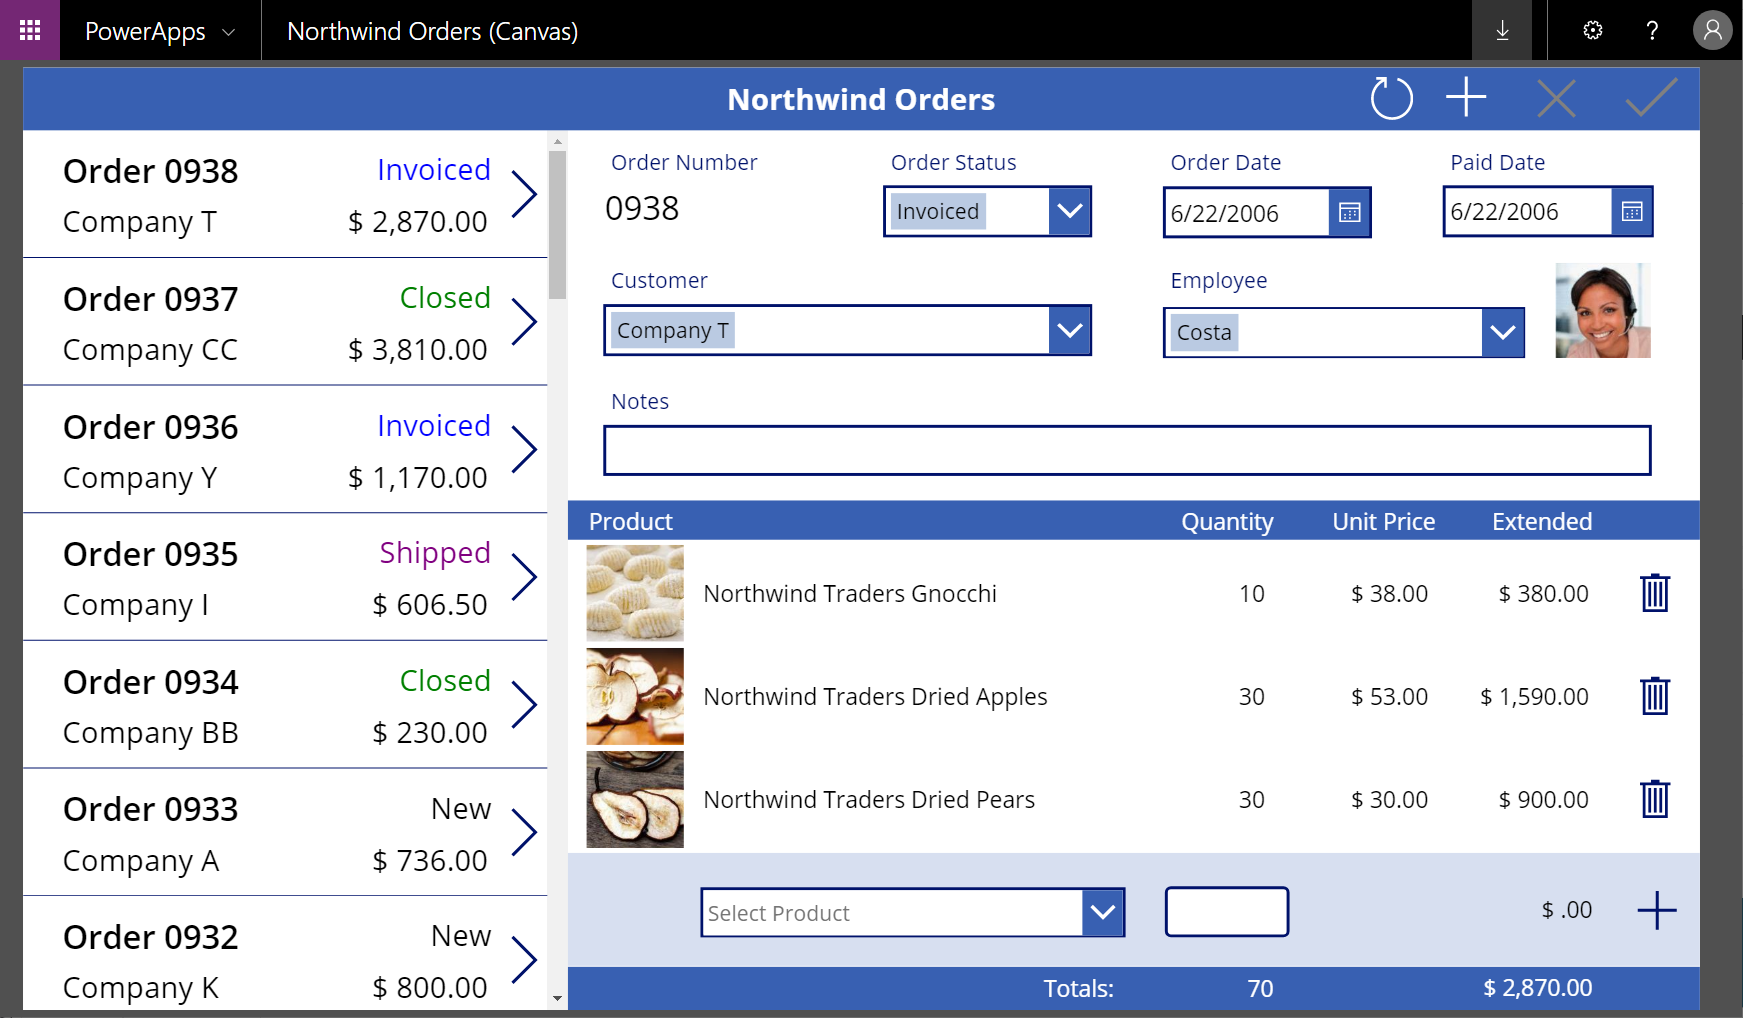 PowerApps
Northwind Orders (Canvas)
?
Northwind Orders
Order 0938 Invoiced
Company T $ 2,870.00
Order 0937 Closed
Company CC $ 3,810.00
Order 0936 Invoiced
Company Y $ 1,170.00
Order 0935 Shipped
Company I $ 606.50
Order 0934 Closed
Company BB $ 230.00
Order 0933 New
Company A $ 736.00
Order 0932 New
Company K $ 800.00
Order Number Order Status Order Date Paid Date
0938 Invoiced 6/22/2006 6/22/2006
Customer Employee
Company T Costa
Notes
Product Quantity Unit Price Extended
Northwind Traders Gnocchi 10 $ 38.00 $ 380.00
Northwind Traders Dried Apples 30 $ 53.00 $ 1,590.00
Northwind Traders Dried Pears 30 $ 30.00 $ 900.00
Select Product $ .00
Totals: 70 $ 2,870.00